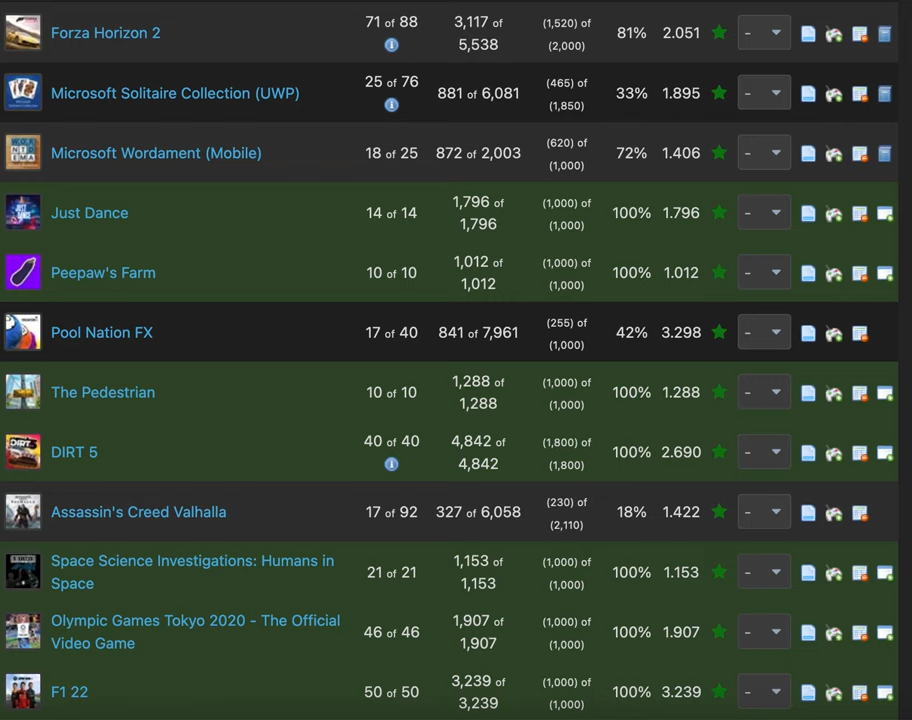 Forza Horizon 2 71 of 88 3,117 of 5,538 (1,520) of (2,000) 81% 2.051 -
Microsoft Solitaire Collection (UWP) 25 of 76 881 of 6,081 (465) of (1,850) 33% 1.895 -
Microsoft Wordament (Mobile) 18 of 25 872 of 2,003 (620) of (1,000) 72% 1.406 -
Just Dance 14 of 14 1,796 of 1,796 (1,000) of (1,000) 100% 1.796 -
Peepaw's Farm 10 of 10 1,012 of 1,012 (1,000) of (1,000) 100% 1.012 -
Pool Nation FX 17 of 40 841 of 7,961 (255) of (1,000) 42% 3.298 -
The Pedestrian 10 of 10 1,288 of 1,288 (1,000) of (1,000) 100% 1.288 -
DIRT 5 40 of 40 4,842 of 4,842 (1,800) of (1,800) 100% 2.690 -
Assassin's Creed Valhalla 17 of 92 327 of 6,058 (230) of (2,110) 18% 1.422 -
Space Science Investigations: Humans in Space 21 of 21 1,153 of 1,153 (1,000) of (1,000) 100% 1.153 -
Olympic Games Tokyo 2020 - The Official Video Game 46 of 46 1,907 of 1,907 (1,000) of (1,000) 100% 1.907 -
F1 22 50 of 50 3,239 of 3,239 (1,000) of (1,000) 100% 3.239 -